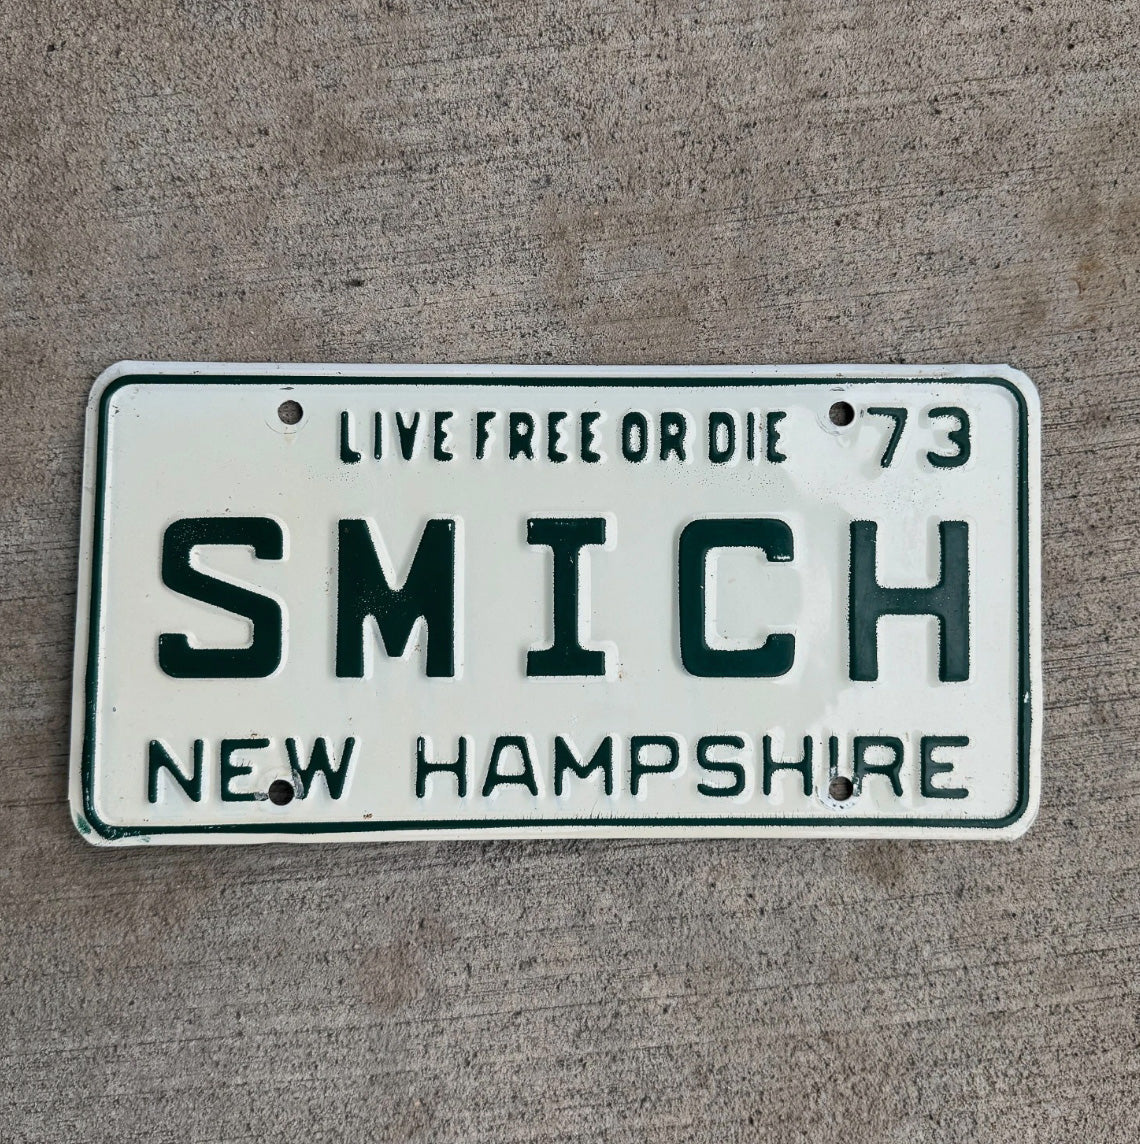 LIVE FREE OR DIE 73
SMICH
NEW HAMPSHIRE